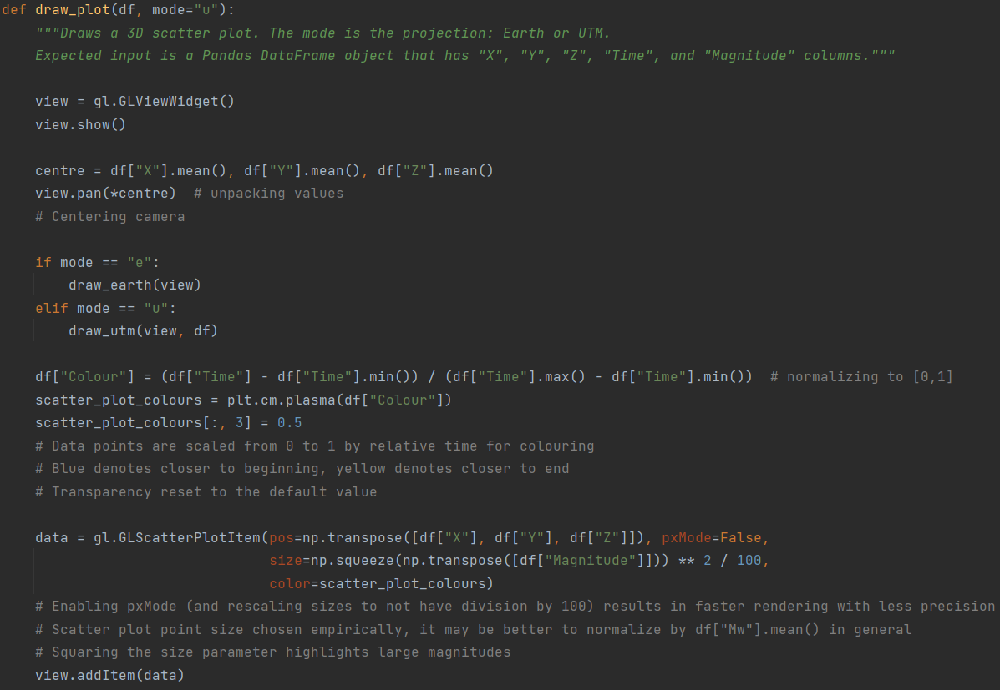 def draw_plot(df, mode="u"):
    """Draws a 3D scatter plot. The mode is the projection: Earth or UTM.
    Expected input is a Pandas DataFrame object that has "X", "Y", "Z", "Time", and "Magnitude" columns."""

    view = gl.GLViewWidget()
    view.show()

    centre = df["X"].mean(), df["Y"].mean(), df["Z"].mean()
    view.pan(*centre)  # unpacking values
    # Centering camera

    if mode == "e":
        draw_earth(view)
    elif mode == "u":
        draw_utm(view, df)

    df["Colour"] = (df["Time"] - df["Time"].min()) / (df["Time"].max() - df["Time"].min())  # normalizing to [0,1]
    scatter_plot_colours = plt.cm.plasma(df["Colour"])
    scatter_plot_colours[:, 3] = 0.5
    # Data points are scaled from 0 to 1 by relative time for colouring
    # Blue denotes closer to beginning, yellow denotes closer to end
    # Transparency reset to the default value

    data = gl.GLScatterPlotItem(pos=np.transpose([df["X"], df["Y"], df["Z"]]), pxMode=False,
                                size=np.squeeze(np.transpose([df["Magnitude"]])) ** 2 / 100,
                                color=scatter_plot_colours)
    # Enabling pxMode (and rescaling sizes to not have division by 100) results in faster rendering with less precision
    # Scatter plot point size chosen empirically, it may be better to normalize by df["Mw"].mean() in general
    # Squaring the size parameter highlights large magnitudes
    view.addItem(data)